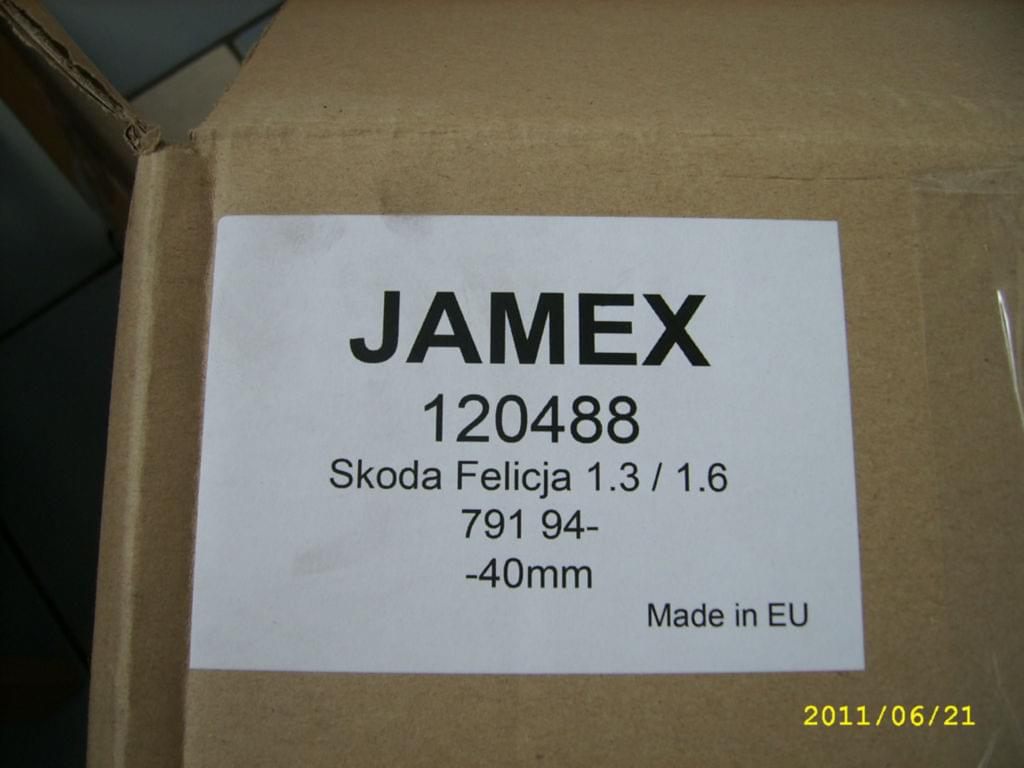 JAMEX
120488
Skoda Felicja 1.3 / 1.6
791 94-
-40mm
Made in EU
2011/06/21